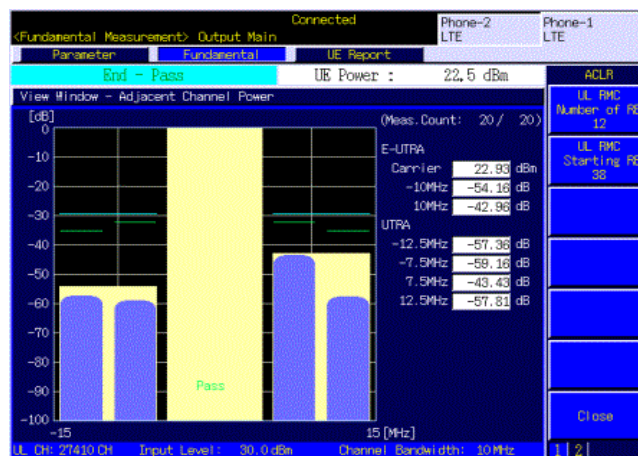 Connected
Phone-2
LTE
Phone-1
LTE
<Fundamental Measurement> Output Main
Parameter
Fundamental
UE Report
End - Pass
UE Power : 22.5 dBm
ACLR
View Window - Adjacent Channel Power
UL RMC
Number of RB
12
UL RMC
Starting RB
38
[dB]
(Meas.Count: 20/ 20)
0
-10
-20
-30
-40
-50
-60
-70
-80
-90
-100
E-UTRA
Carrier 22.93 dBm
-10MHz -54.16 dB
10MHz -42.96 dB
UTRA
-12.5MHz -57.36 dB
-7.5MHz -59.16 dB
7.5MHz -43.43 dB
12.5MHz -57.81 dB
Pass
-15
15 [MHz]
Close
UL CH: 27410 CH Input Level: 30.0 dBm Channel Bandwidth: 10 MHz
1 2